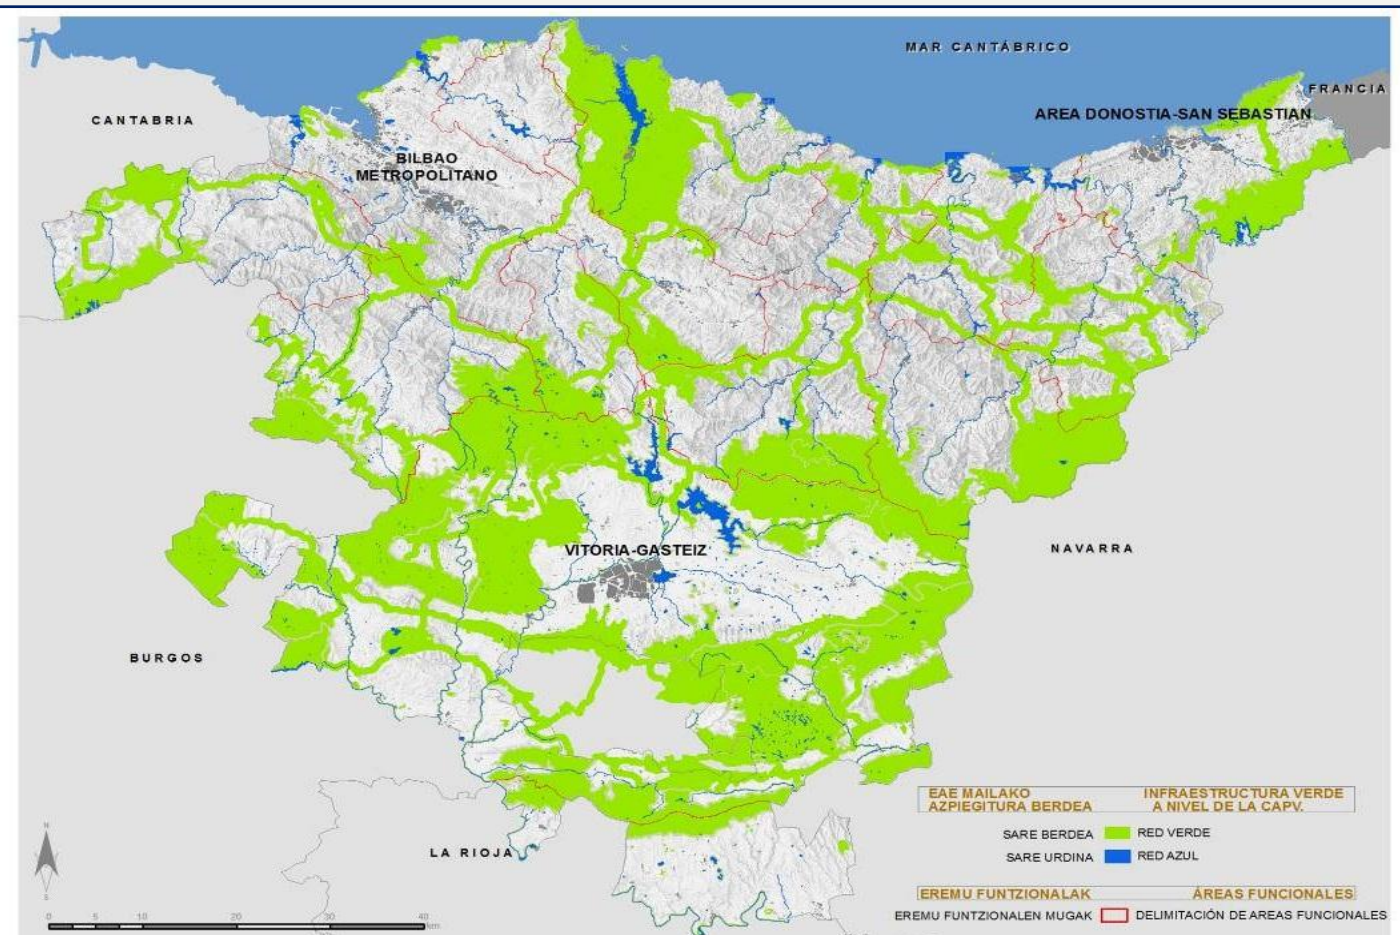 MAR CANTÁBRICO
FRANCIA
CANTABRIA
AREA DONOSTIA-SAN SEBASTIAN
BILBAO
METROPOLITANO
VITORIA-GASTEIZ
NAVARRA
BURGOS
LA RIOJA
EAE MAILAKO
AZPIEGITURA BERDEA
INFRAESTRUCTURA VERDE
A NIVEL DE LA CAPV.
SARE BERDEA RED VERDE
SARE URDINA RED AZUL
EREMU FUNTZIONALAK ÁREAS FUNCIONALES
EREMU FUNTZIONALEN MUGAK DELIMITACIÓN DE AREAS FUNCIONALES
N
S
0 5 10 20 30 40
km